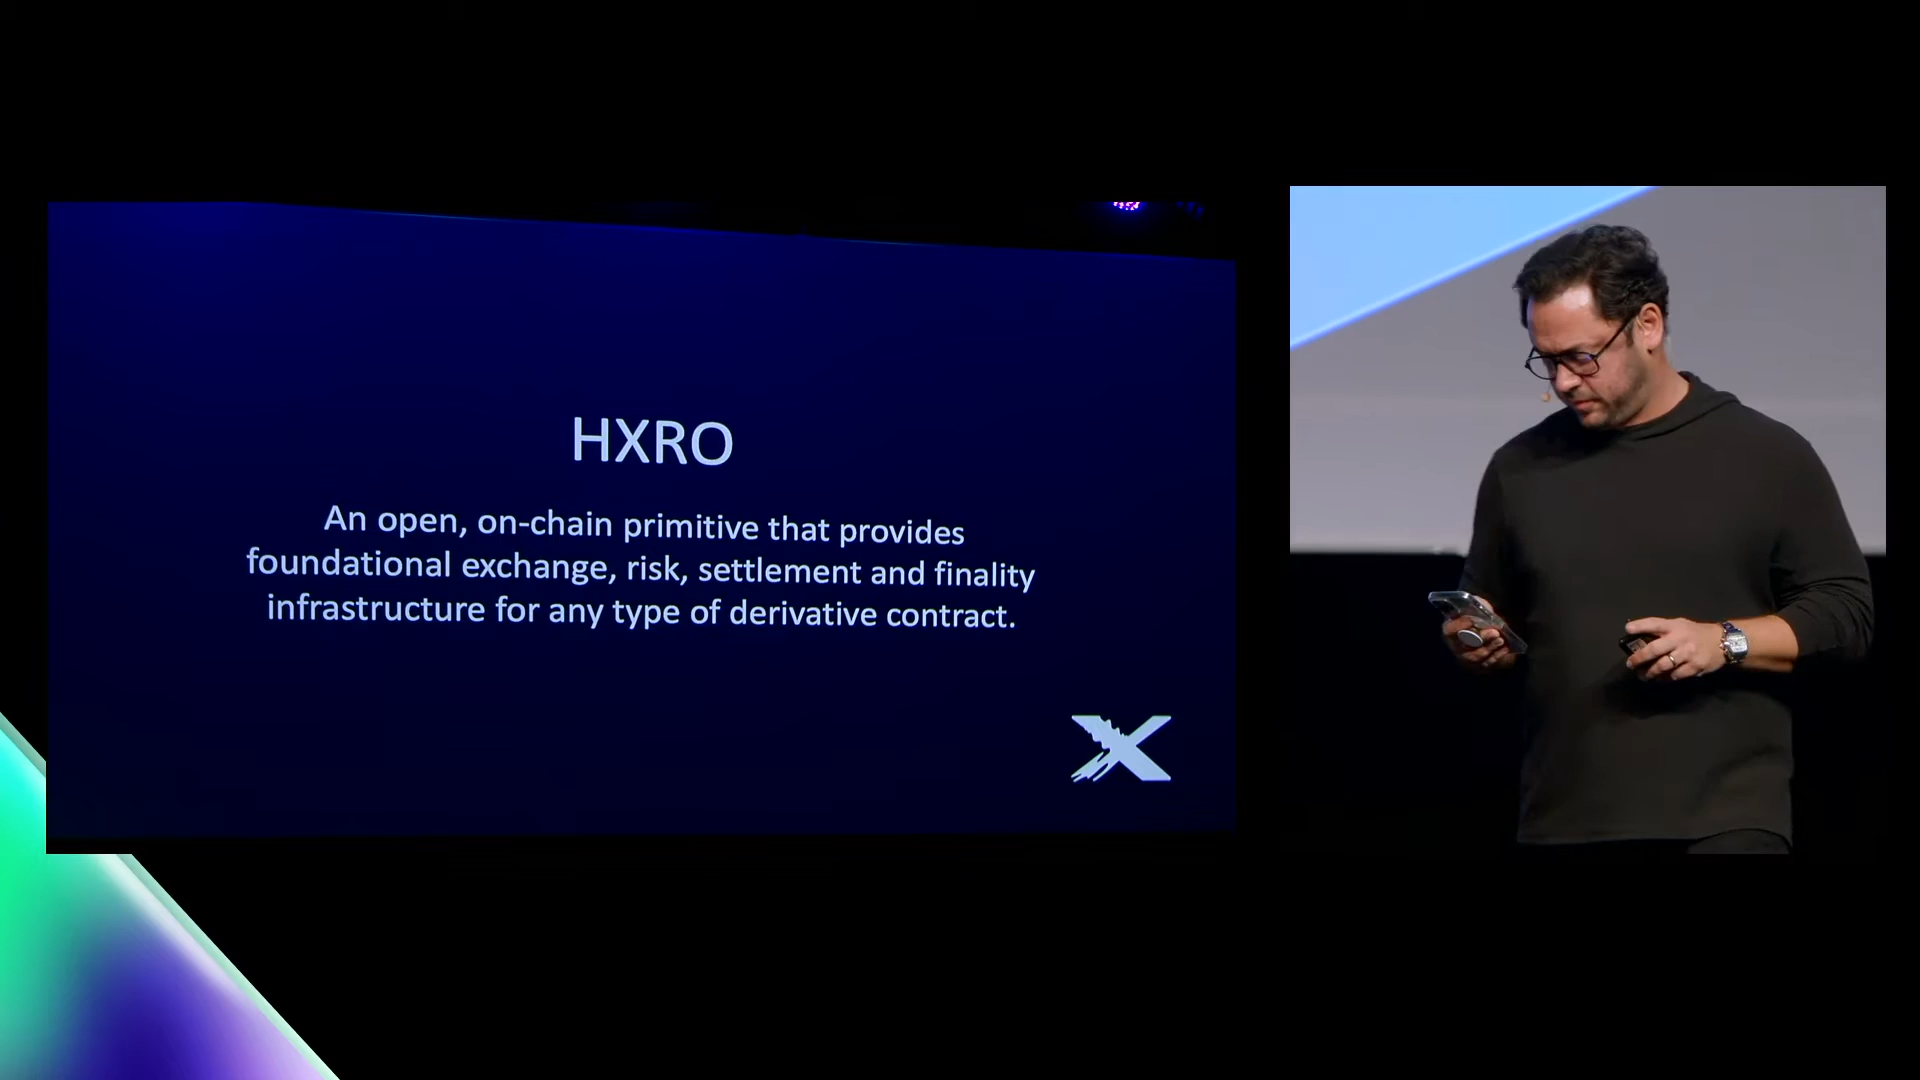 HXRO
An open, on-chain primitive that provides
foundational exchange, risk, settlement and finality
infrastructure for any type of derivative contract.